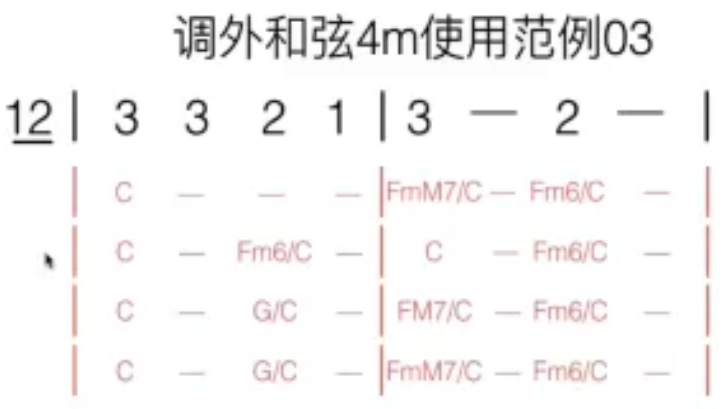 调外和弦4m使用范例03
12 | 3 3 2 1 | 3 — 2 — |
| C — — — | FmM7/C — Fm6/C — |
| C — Fm6/C — | C — Fm6/C — |
| C — G/C — | FM7/C — Fm6/C — |
| C — G/C — | FmM7/C — Fm6/C — |